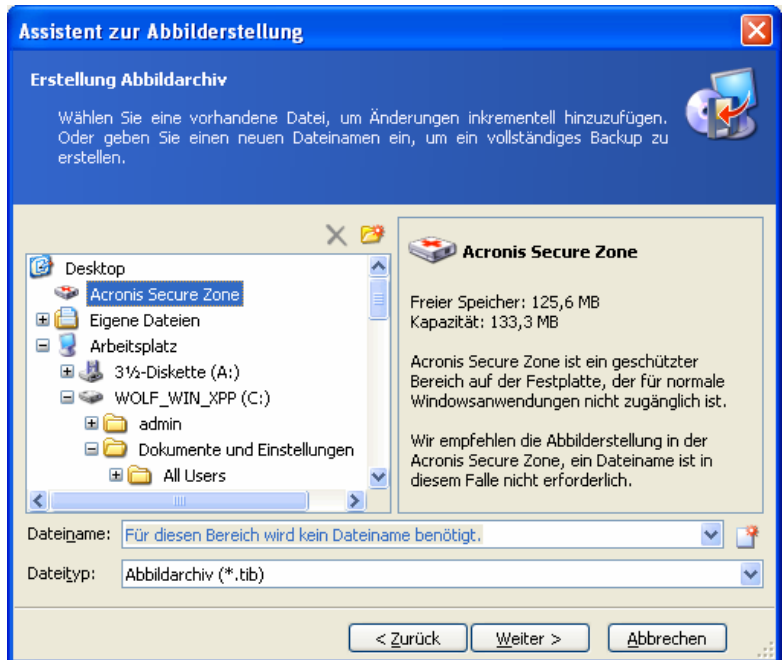 Assistent zur Abbilderstellung
Erstellung Abbildarchiv
Wählen Sie eine vorhandene Datei, um Änderungen inkrementell hinzuzufügen.
Oder geben Sie einen neuen Dateinamen ein, um ein vollständiges Backup zu
erstellen.
Desktop
Acronis Secure Zone
Eigene Dateien
Arbeitsplatz
3½-Diskette (A:)
WOLF_WIN_XPP (C:)
admin
Dokumente und Einstellungen
All Users
Acronis Secure Zone
Freier Speicher: 125,6 MB
Kapazität: 133,3 MB
Acronis Secure Zone ist ein geschützter
Bereich auf der Festplatte, der für normale
Windowsanwendungen nicht zugänglich ist.
Wir empfehlen die Abbilderstellung in der
Acronis Secure Zone, ein Dateiname ist in
diesem Falle nicht erforderlich.
Dateiname: Für diesen Bereich wird kein Dateiname benötigt.
Dateityp: Abbildarchiv (*.tib)
< Zurück Weiter > Abbrechen